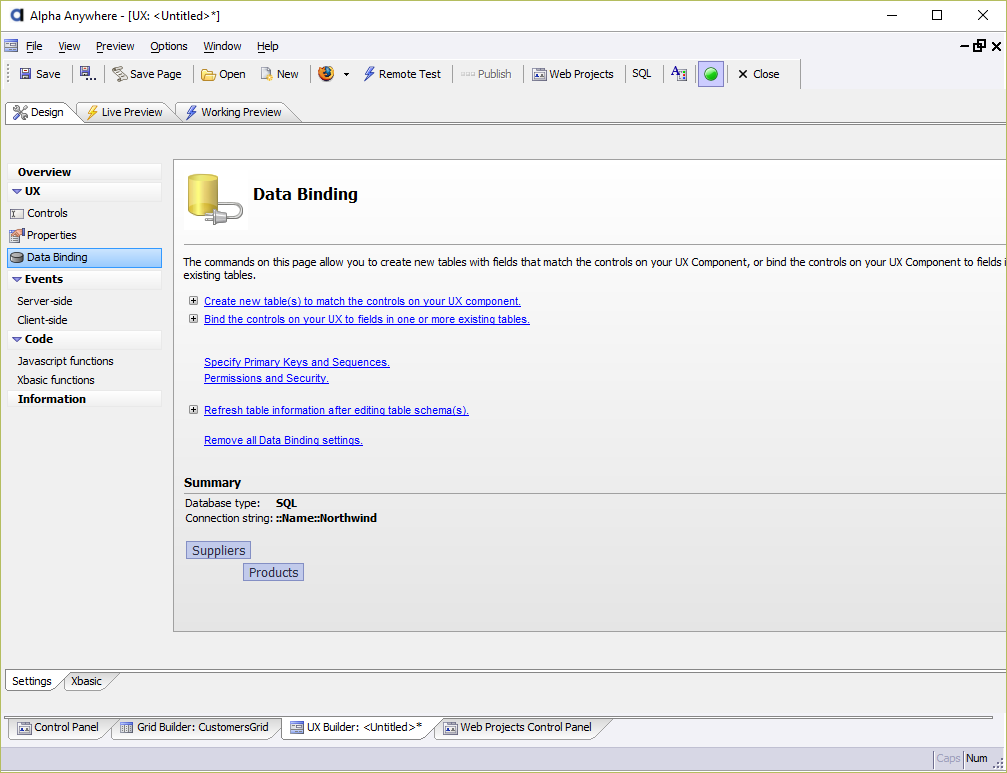 Alpha Anywhere - [UX: <Untitled>*]
File View Preview Options Window Help
Save Save Page Open New Remote Test Publish Web Projects SQL Close
Design Live Preview Working Preview
Overview
UX
Controls
Properties
Data Binding
Events
Server-side
Client-side
Code
Javascript functions
Xbasic functions
Information
Data Binding
The commands on this page allow you to create new tables with fields that match the controls on your UX Component, or bind the controls on your UX Component to fields i
existing tables.
Create new table(s) to match the controls on your UX component.
Bind the controls on your UX to fields in one or more existing tables.
Specify Primary Keys and Sequences.
Permissions and Security.
Refresh table information after editing table schema(s).
Remove all Data Binding settings.
Summary
Database type: SQL
Connection string: ::Name::Northwind
Suppliers
Products
Settings Xbasic
Control Panel Grid Builder: CustomersGrid UX Builder: <Untitled>* Web Projects Control Panel
Caps Num